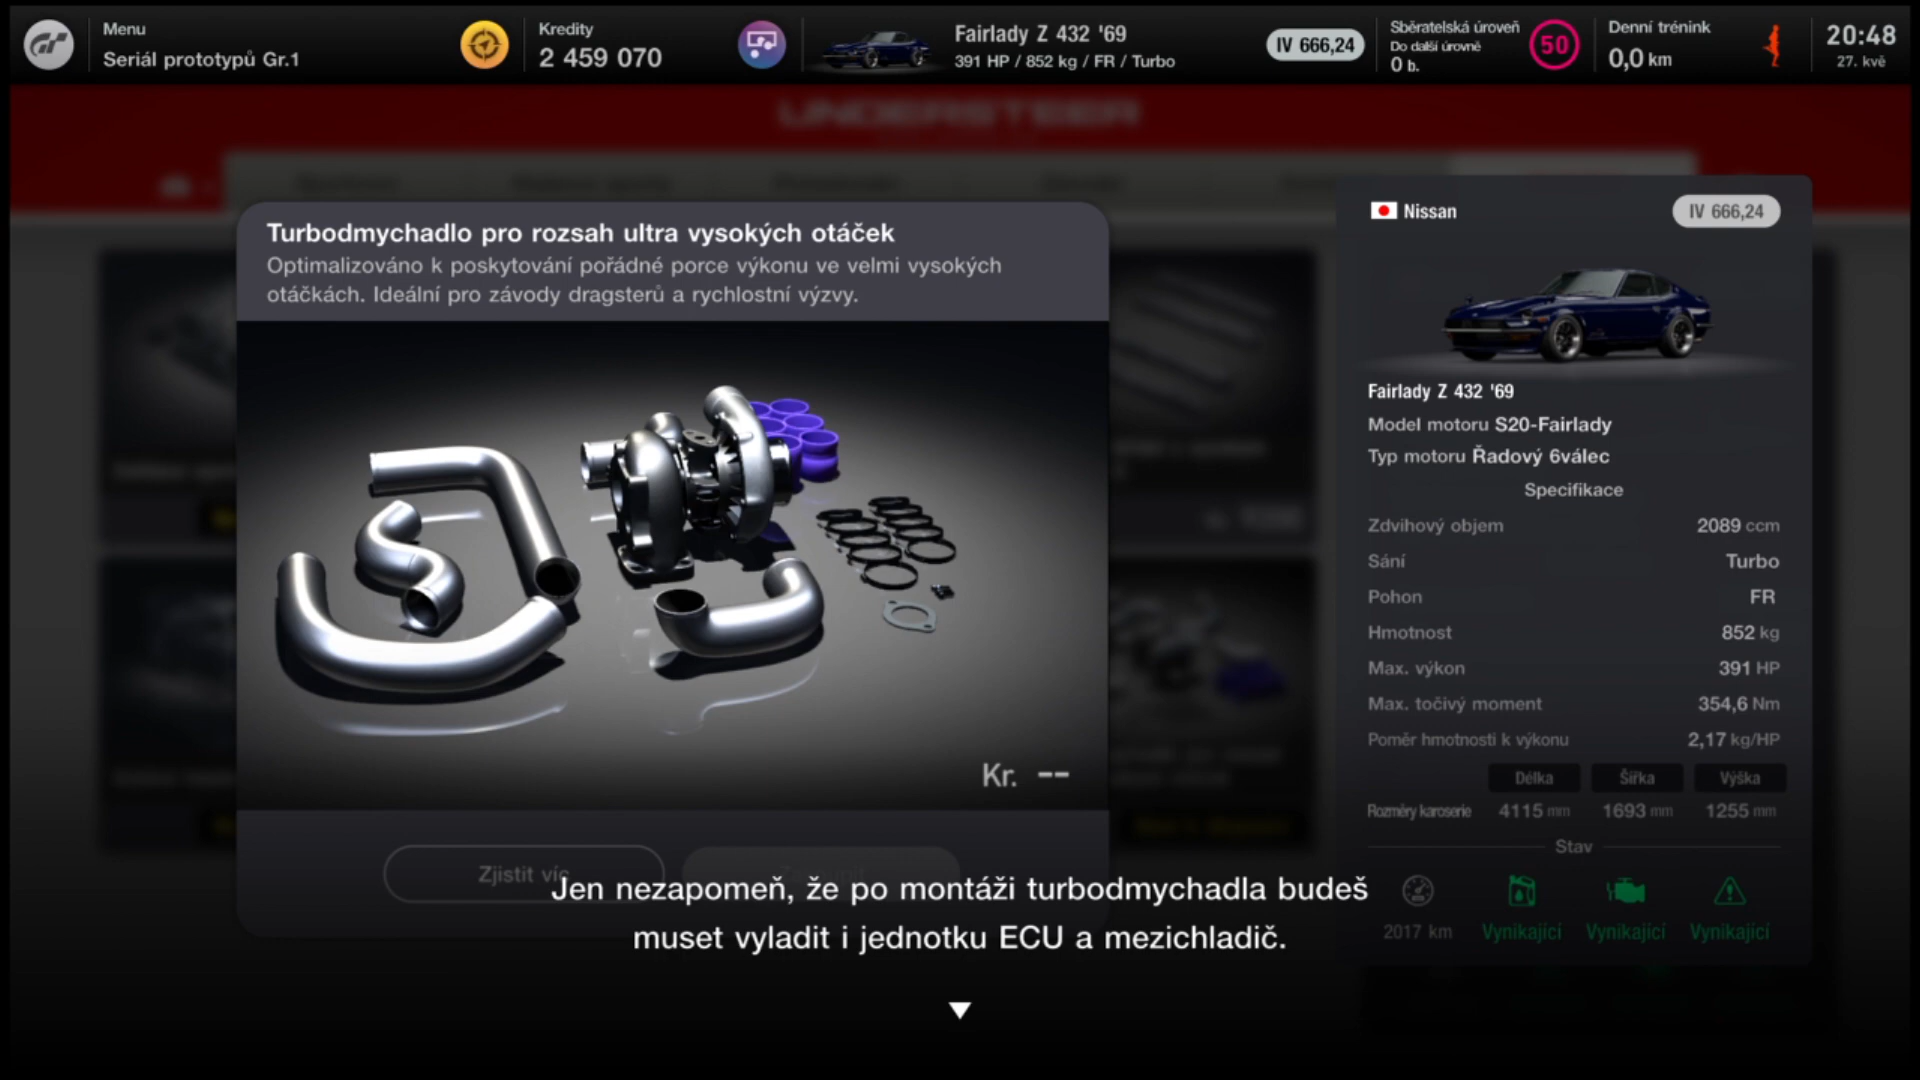 Menu
Seriál prototypů Gr.1
Kredity
2 459 070
Fairlady Z 432 '69
391 HP / 852 kg / FR / Turbo
IV 666,24
Sběratelská úroveň
Do další úrovně
0 b.
50
Denní trénink
0,0 km
20:48
27. kvě
UNDERSTEER
Turbodmychadlo pro rozsah ultra vysokých otáček
Optimalizováno k poskytování pořádné porce výkonu ve velmi vysokých
otáčkách. Ideální pro závody dragsterů a rychlostní výzvy.
Kr. --
Zjistit víc
Jen nezapomeň, že po montáži turbodmychadla budeš
muset vyladit i jednotku ECU a mezichladič.
Nissan
IV 666,24
Fairlady Z 432 '69
Model motoru S20-Fairlady
Typ motoru Řadový 6válec
Specifikace
Zdvihový objem 2089 ccm
Sání Turbo
Pohon FR
Hmotnost 852 kg
Max. výkon 391 HP
Max. točivý moment 354,6 Nm
Poměr hmotnosti k výkonu 2,17 kg/HP
Délka Šířka Výška
Rozměry karoserie 4115 mm 1693 mm 1255 mm
Stav
2017 km Vynikající Vynikající Vynikající